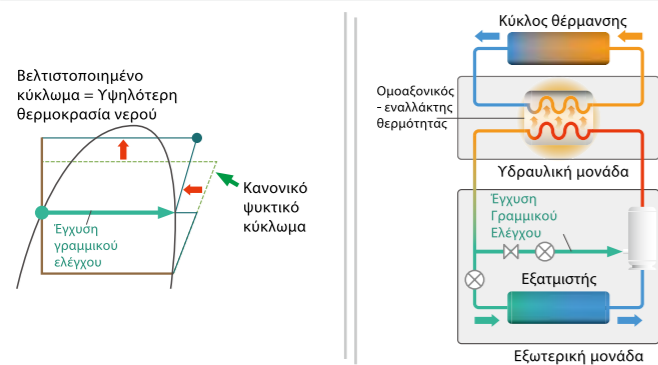 Βελτιστοποιημένο
κύκλωμα = Υψηλότερη
θερμοκρασία νερού
Κανονικό
ψυκτικό
κύκλωμα
Έγχυση
γραμμικού
ελέγχου
Κύκλος θέρμανσης
Ομοαξονικός
- εναλλάκτης
θερμότητας
Υδραυλική μονάδα
Έγχυση
Γραμμικού
Ελέγχου
Εξατμιστής
Εξωτερική μονάδα